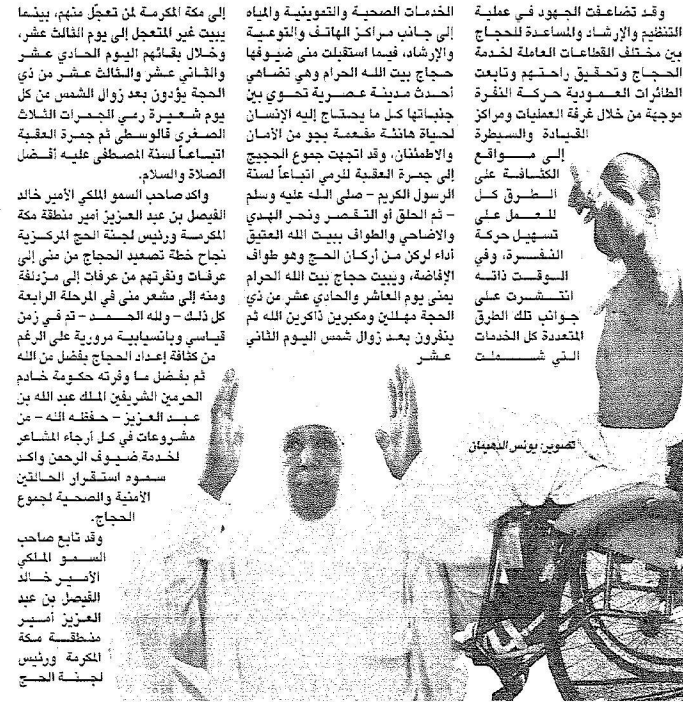 وقد تضاعفت الجهود في عملية
التنظيم والإرشاد والمساعدة للحجاج
بين مختلف القطاعات العاملة لخدمة
الحجاج وتحقيق راحتهم وتابعت
الطائرات العمودية حركة النفرة
موجهة من خلال غرفة العمليات ومراكز
القيادة والسيطرة
إلى مواقع
الكثافة على
الطرق كل
للعمل على
تسهيل حركة
النفرة، وفي
الوقت ذاته
انتشرت على
جوانب تلك الطرق
المتعددة كل الخدمات
التي شملت
الخدمات الصحية والتموينية والمياه
إلى جانب مراكز الهاتف والتوعية
والإرشاد، فيما استقبلت منى ضيوفها
حجاج بيت الله الحرام وهي تضاهي
أحدث مدينة عصرية تحوي بين
جنباتها كل ما يحتاج إليه الإنسان
لحياة هانئة مفعمة بجو من الأمان
والاطمئنان، وقد اتجهت جموع الحجيج
إلى جمرة العقبة للرمي اتباعاً لسنة
الرسول الكريم - صلى الله عليه وسلم
- ثم الحلق أو التقصر ونحر الهدي
والاضاحي والطواف ببيت الله العتيق
أداء لركن من أركان الحج وهو طواف
الإفاضة، ويبيت حجاج بيت الله الحرام
بمنى يوم العاشر والحادي عشر من ذي
الحجة مهللين ومكبرين ذاكرين الله ثم
ينفرون بعد زوال شمس اليوم الثاني
عشر
إلى مكة المكرمة لمن تعجّل منهم، بينما
يبيت غير المتعجل إلى يوم الثالث عشر،
وخلال بقائهم اليوم الحادي عشر
والثاني عشر والثالث عشر من ذي
الحجة يؤدون بعد زوال الشمس من كل
يوم شعيرة رمي الجمرات الثلاث
الصغرى فالوسطى ثم جمرة العقبة
اتباعاً لسنة المصطفى عليه أفضل
الصلاة والسلام.
واكد صاحب السمو الملكي الأمير خالد
الفيصل بن عبد العزيز أمير منطقة مكة
المكرمة ورئيس لجنة الحج المركزية
نجاح خطة تصعيد الحجاج من منى إلى
عرفات ونفرتهم من عرفات إلى مزدلفة
ومنه إلى مشعر منى في المرحلة الرابعة
كل ذلك - ولله الحمد - تم في زمن
قياسي وبانسيابية مرورية على الرغم
من كثافة إعداد الحجاج بفضل من الله
ثم بفضل ما وفرته حكومة خادم
الحرمين الشريفين الملك عبد الله بن
عبد العزيز - حفظه الله - من
مشروعات في كل أرجاء المشاعر
لخدمة ضيوف الرحمن واكد
سموه استقرار الحالتين
الأمنية والصحية لجموع
الحجاج.
وقد تابع صاحب
السمو الملكي
الأمير خالد
الفيصل بن عبد
العزيز أمير
منطقة مكة
المكرمة ورئيس
لجنة الحج
تصوير: يونس الدهيمان